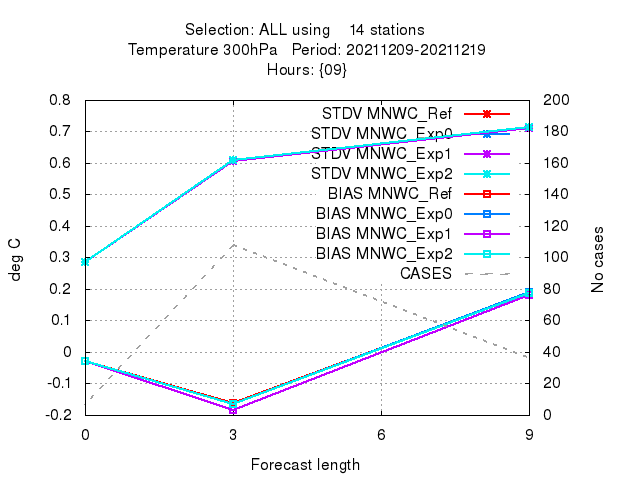 Selection: ALL using 14 stations
Temperature 300hPa Period: 20211209-20211219
Hours: {09}
0.8
0.7
0.6
0.5
0.4
0.3
0.2
0.1
0
-0.1
-0.2
deg C
200
180
160
140
120
100
80
60
40
20
0
No cases
STDV MNWC_Ref
STDV MNWC_Exp0
STDV MNWC_Exp1
STDV MNWC_Exp2
BIAS MNWC_Ref
BIAS MNWC_Exp0
BIAS MNWC_Exp1
BIAS MNWC_Exp2
CASES
0 3 6 9
Forecast length